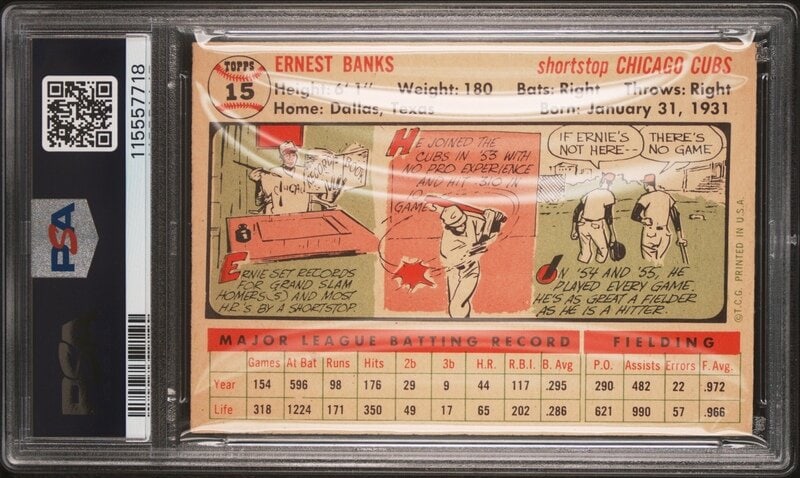 115557718
PSA
PSA
TOPPS
15
ERNEST BANKS
shortstop CHICAGO CUBS
Height: 6' 1" Weight: 180 Bats: Right Throws: Right
Home: Dallas, Texas Born: January 31, 1931
ERNIE SET RECORDS
FOR GRAND SLAM
HOMERS(5) AND MOST
H.R.'S BY A SHORTSTOP.
HE JOINED THE
CUBS IN '53 WITH
NO PRO EXPERIENCE
AND HIT .316 IN
GAMES
IF ERNIE'S
NOT HERE--
THERE'S
NO GAME
ON '54 AND '55, HE
PLAYED EVERY GAME.
HE'S AS GREAT A FIELDER
AS HE IS A HITTER.
©T.C.G. PRINTED IN U.S.A.
MAJOR LEAGUE BATTING RECORD FIELDING
Games At Bat Runs Hits 2b 3b H.R. R.B.I. B. Avg P.O. Assists Errors F. Avg.
Year 154 596 98 176 29 9 44 117 .295 290 482 22 .972
Life 318 1224 171 350 49 17 65 202 .286 621 990 57 .966